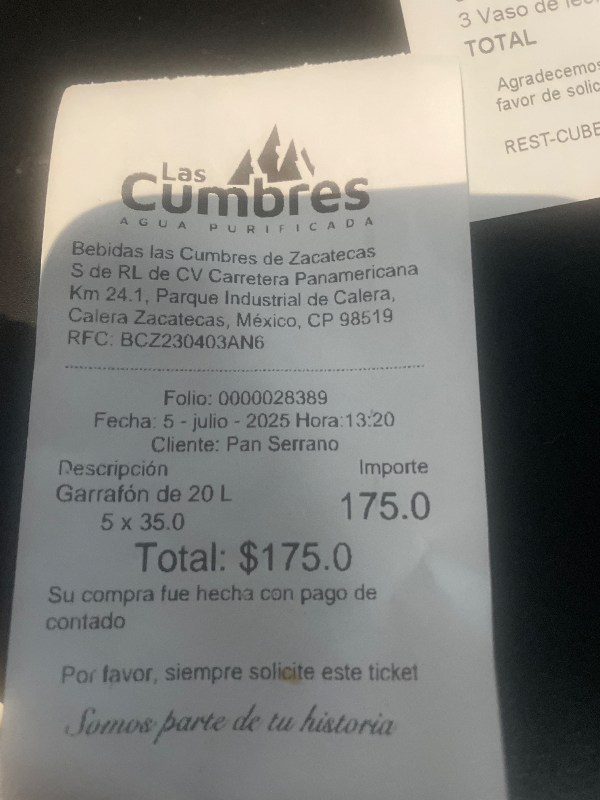 Las
Cumbres
AGUA PURIFICADA
Bebidas las Cumbres de Zacatecas
S de RL de CV Carretera Panamericana
Km 24.1, Parque Industrial de Calera,
Calera Zacatecas, México, CP 98519
RFC: BCZ230403AN6
Folio: 0000028389
Fecha: 5 - julio - 2025 Hora:13:20
Cliente: Pan Serrano
Descripción Importe
Garrafón de 20 L 175.0
5 x 35.0
Total: $175.0
Su compra fue hecha con pago de
contado
Por favor, siempre solicite este ticket
Somos parte de tu historia
3 Vaso de
TOTAL
Agradecemos
favor de
REST-CUBE